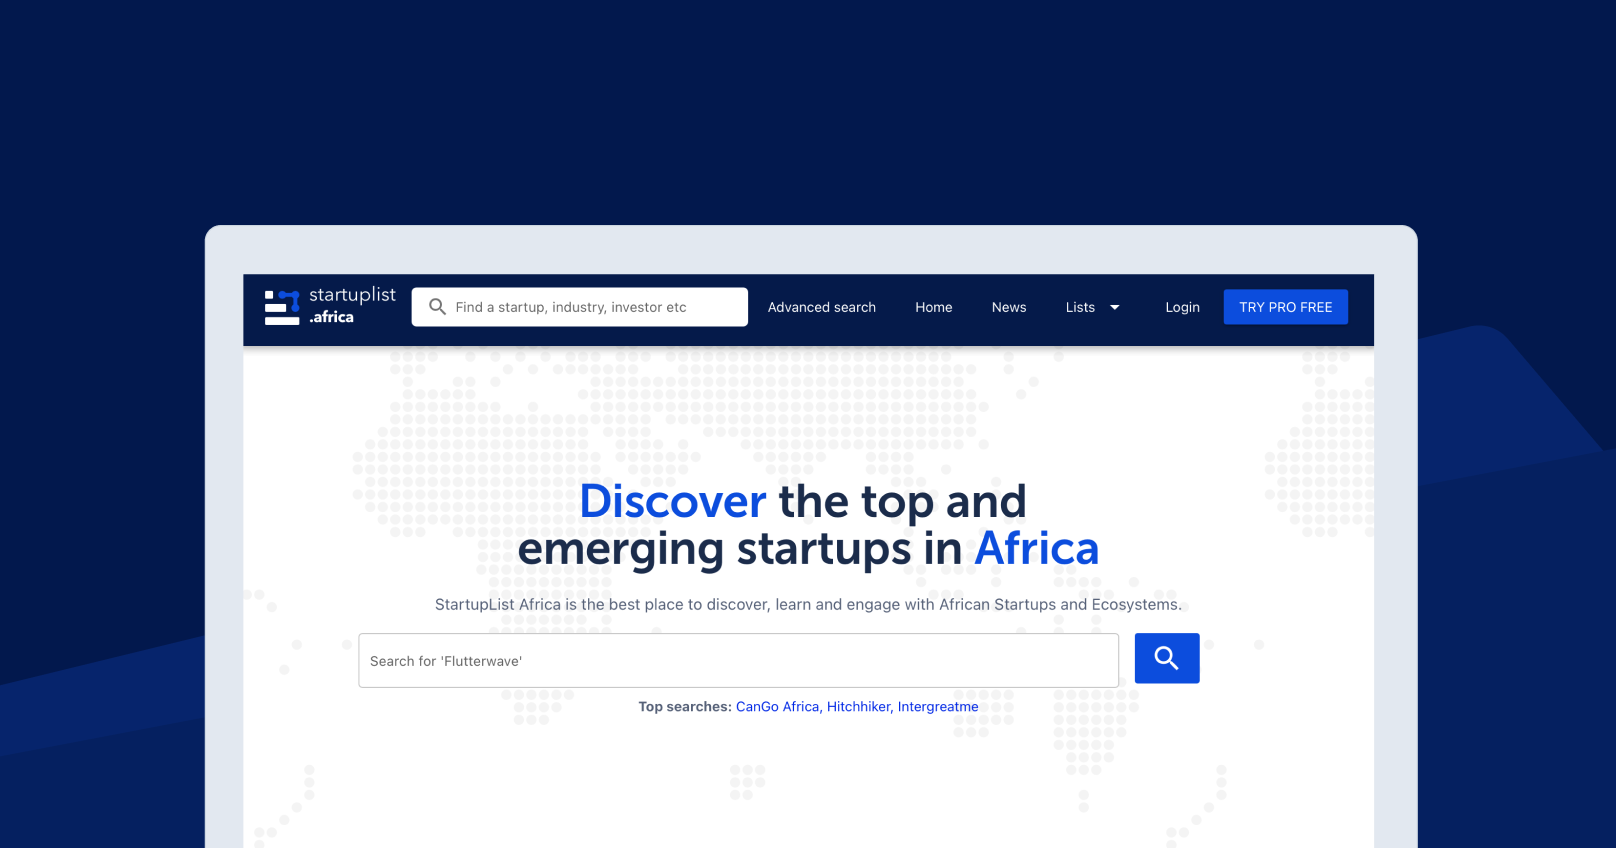 startuplist
.africa
Find a startup, industry, investor etc
Advanced search
Home
News
Lists
Login
TRY PRO FREE
Discover the top and
emerging startups in Africa
StartupList Africa is the best place to discover, learn and engage with African Startups and Ecosystems.
Search for 'Flutterwave'
Top searches: CanGo Africa, Hitchhiker, Intergreatme